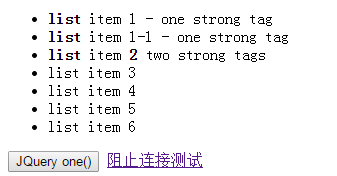 list item 1 - one strong tag
list item 1-1 - one strong tag
list item 2 two strong tags
list item 3
list item 4
list item 5
list item 6
JQuery one() 阻止连接测试